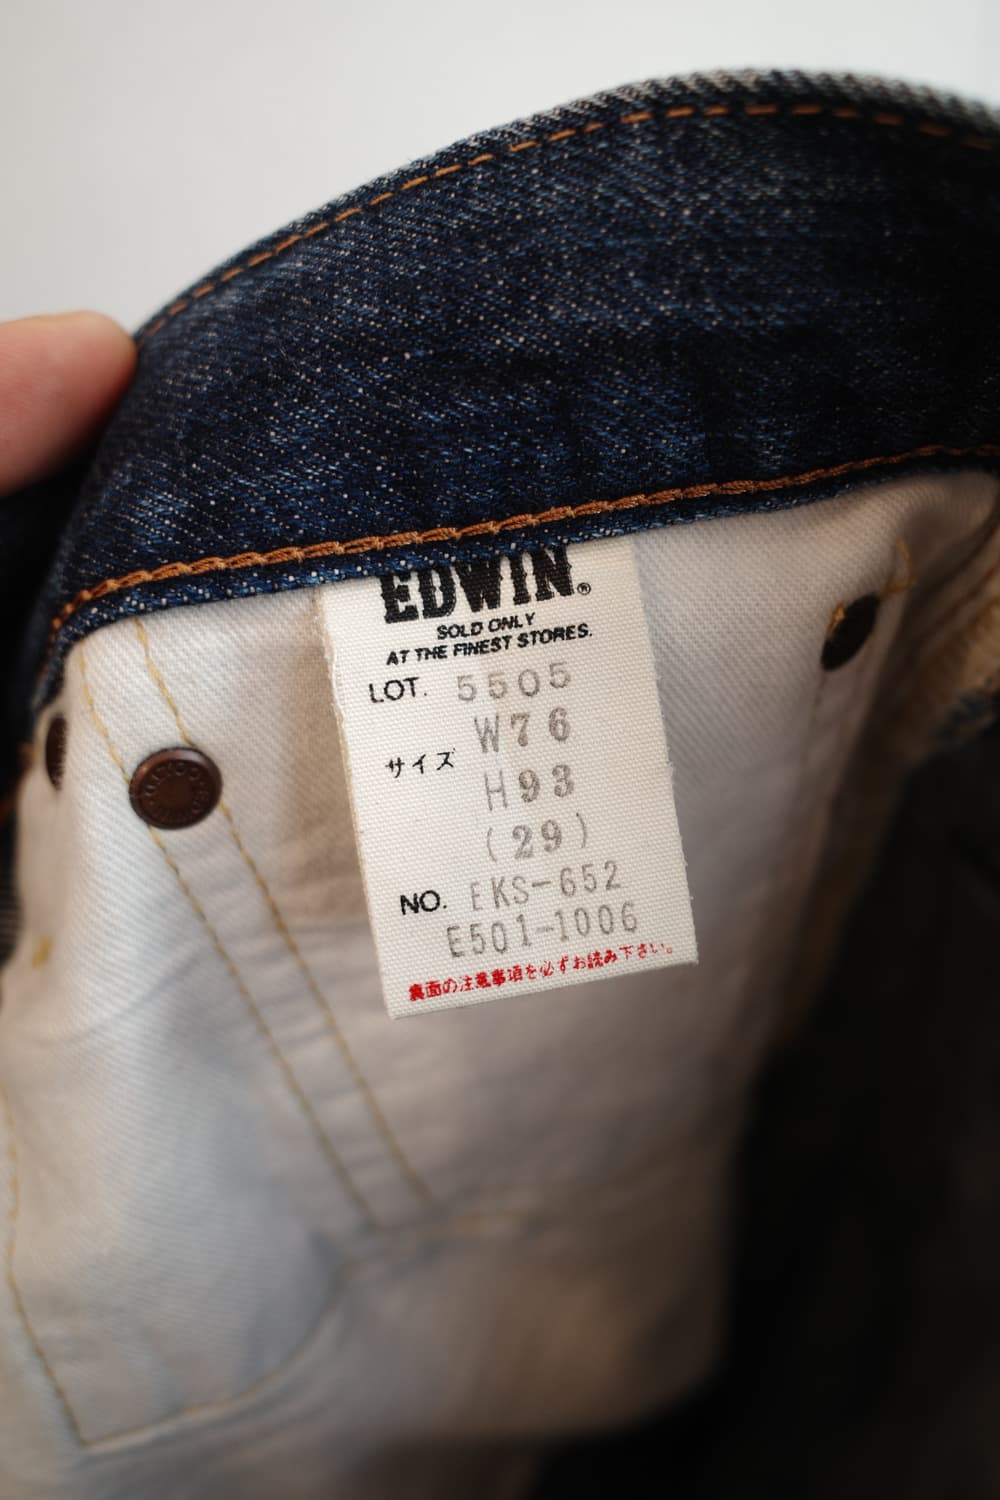 EDWIN®
SOLD ONLY
AT THE FINEST STORES.
LOT. 5505
サイズ W76
H93
(29)
NO. EKS-652
E501-1006
裏面の注意事項を必ずお読み下さい。